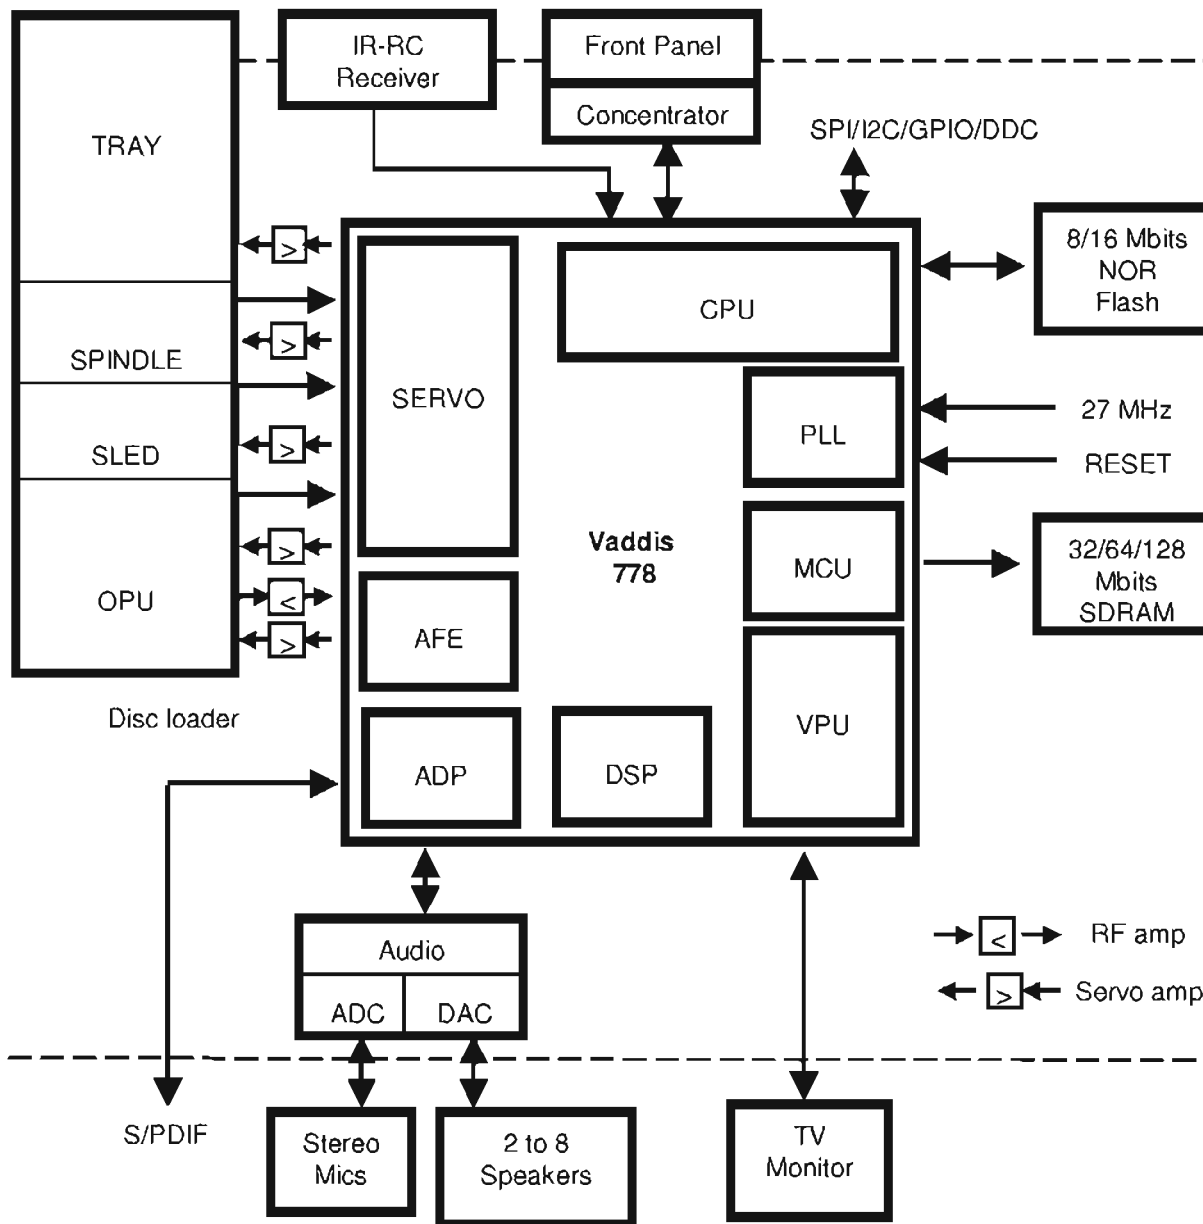 IR-RC
Receiver
Front Panel
Concentrator
SPI/I2C/GPIO/DDC
TRAY
SPINDLE
SLED
OPU
Disc loader
>
>
>
>
<
>
SERVO
CPU
PLL
Vaddis
778
MCU
AFE
ADP
DSP
VPU
8/16 Mbits
NOR
Flash
27 MHz
RESET
32/64/128
Mbits
SDRAM
Audio
ADC
DAC
< RF amp
> Servo amp
S/PDIF
Stereo
Mics
2 to 8
Speakers
TV
Monitor